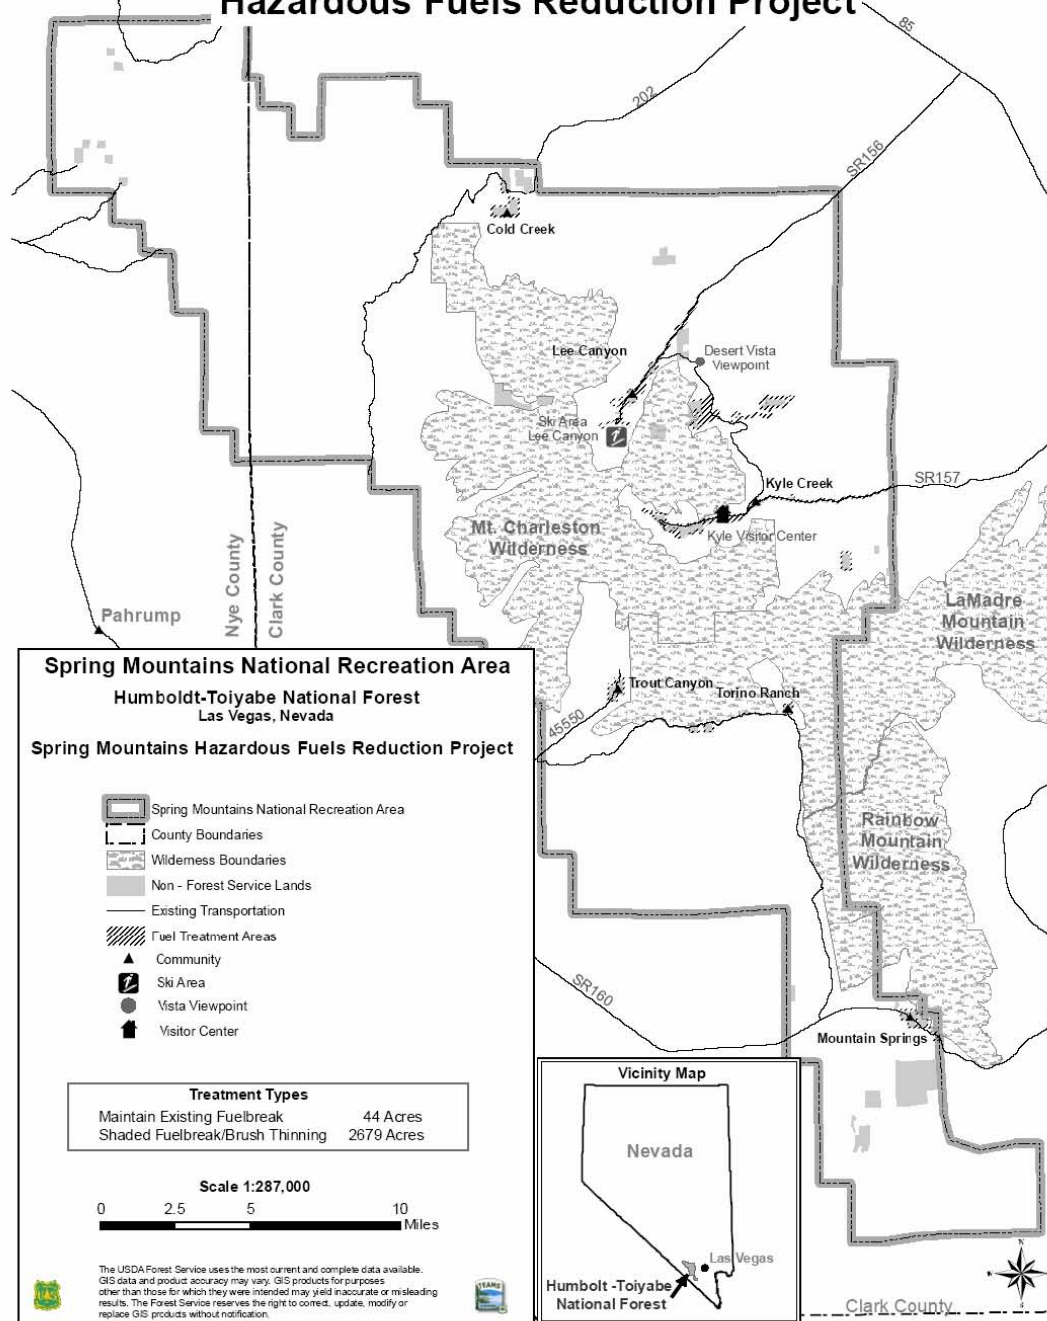 Hazardous Fuels Reduction Project
85
202
SR156
Cold Creek
Lee Canyon
Desert Vista
Viewpoint
Ski Area
Lee Canyon
Kyle Creek
SR157
Mt. Charleston
Wilderness
Kyle Visitor Center
Nye County
Clark County
Pahrump
LaMadre
Mountain
Wilderness
Trout Canyon
Torino Ranch
45550
Rainbow
Mountain
Wilderness
SR160
Mountain Springs
Spring Mountains National Recreation Area
Humboldt-Toiyabe National Forest
Las Vegas, Nevada
Spring Mountains Hazardous Fuels Reduction Project
Spring Mountains National Recreation Area
County Boundaries
Wilderness Boundaries
Non - Forest Service Lands
Existing Transportation
Fuel Treatment Areas
Community
Ski Area
Vista Viewpoint
Visitor Center
Treatment Types
Maintain Existing Fuelbreak 44 Acres
Shaded Fuelbreak/Brush Thinning 2679 Acres
Scale 1:287,000
0 2.5 5 10
Miles
The USDA Forest Service uses the most current and complete data available.
GIS data and product accuracy may vary. GIS products for purposes
other than those for which they were intended may yield inaccurate or misleading
results. The Forest Service reserves the right to correct, update, modify or
replace GIS products without notification.
TEAMS
Vicinity Map
Nevada
Las Vegas
Humbolt -Toiyabe
National Forest
Clark County